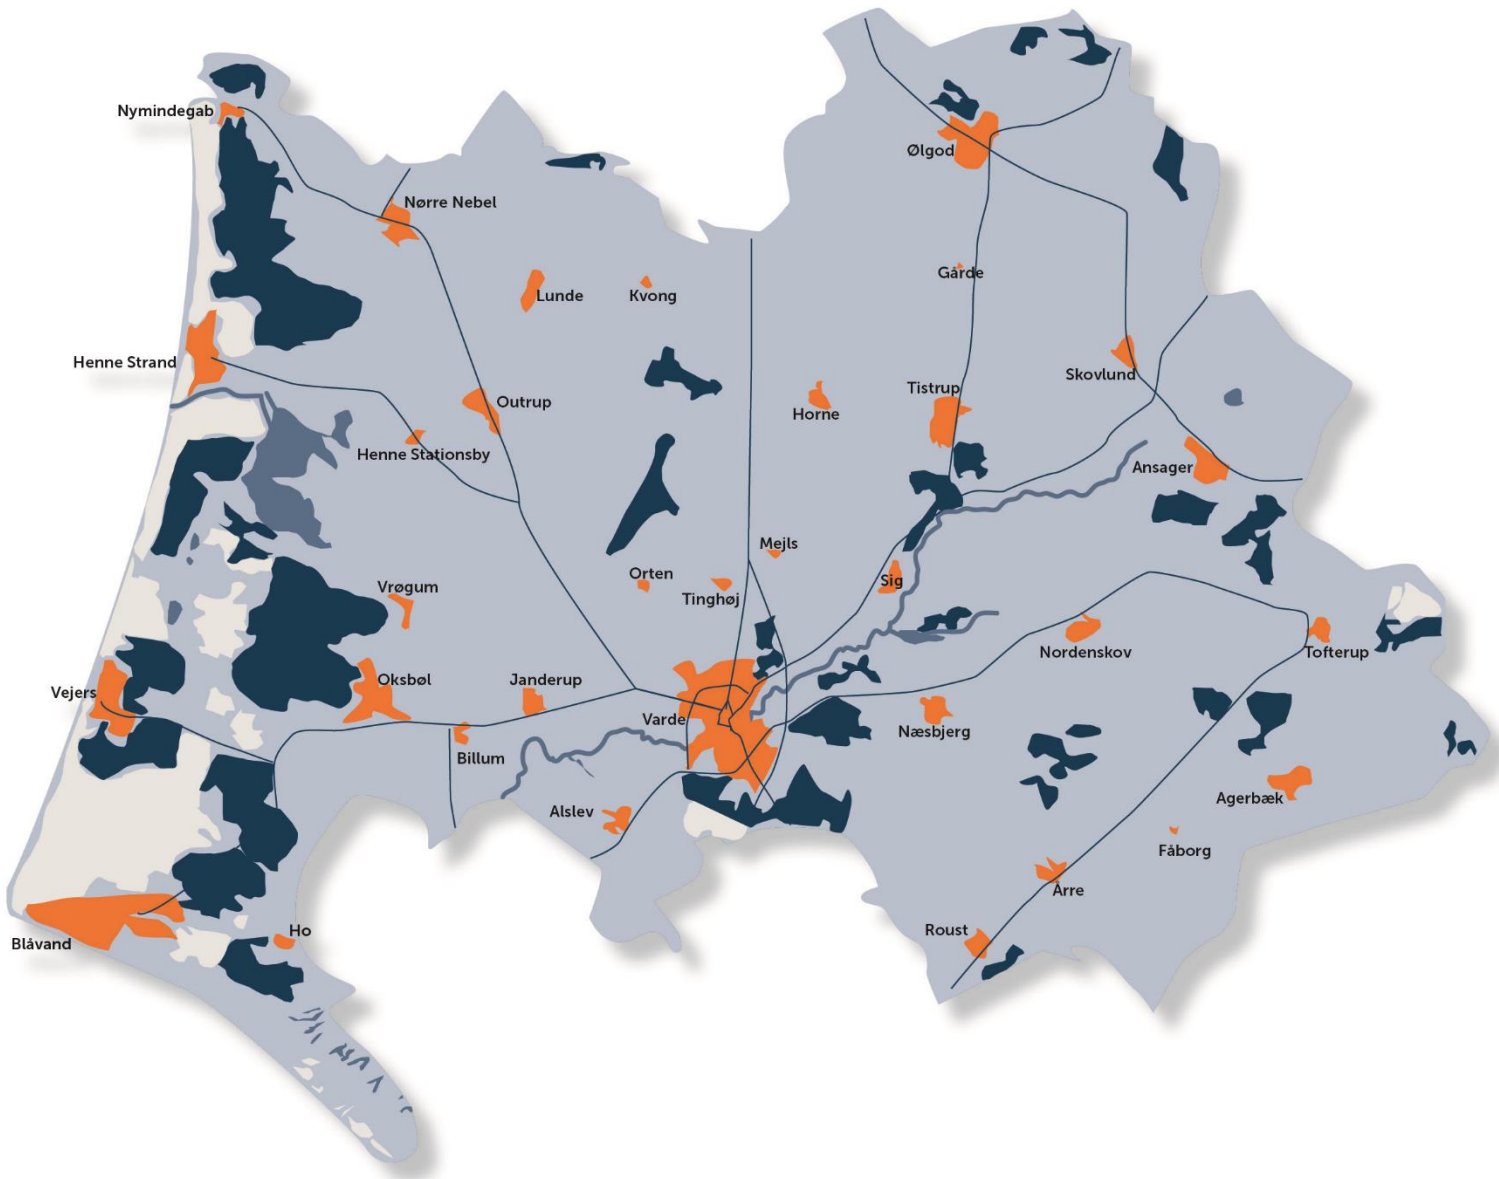 Nymindegab
Ølgod
Nørre Nebel
Gårde
Lunde
Kvong
Henne Strand
Skovlund
Tistrup
Outrup
Horne
Henne Stationsby
Ansager
Mejls
Orten
Sig
Vrøgum
Tinghøj
Nordenskov
Tofterup
Oksbøl
Janderup
Vejers
Varde
Næsbjerg
Billum
Agerbæk
Alslev
Fåborg
Årre
Ho
Roust
Blåvand